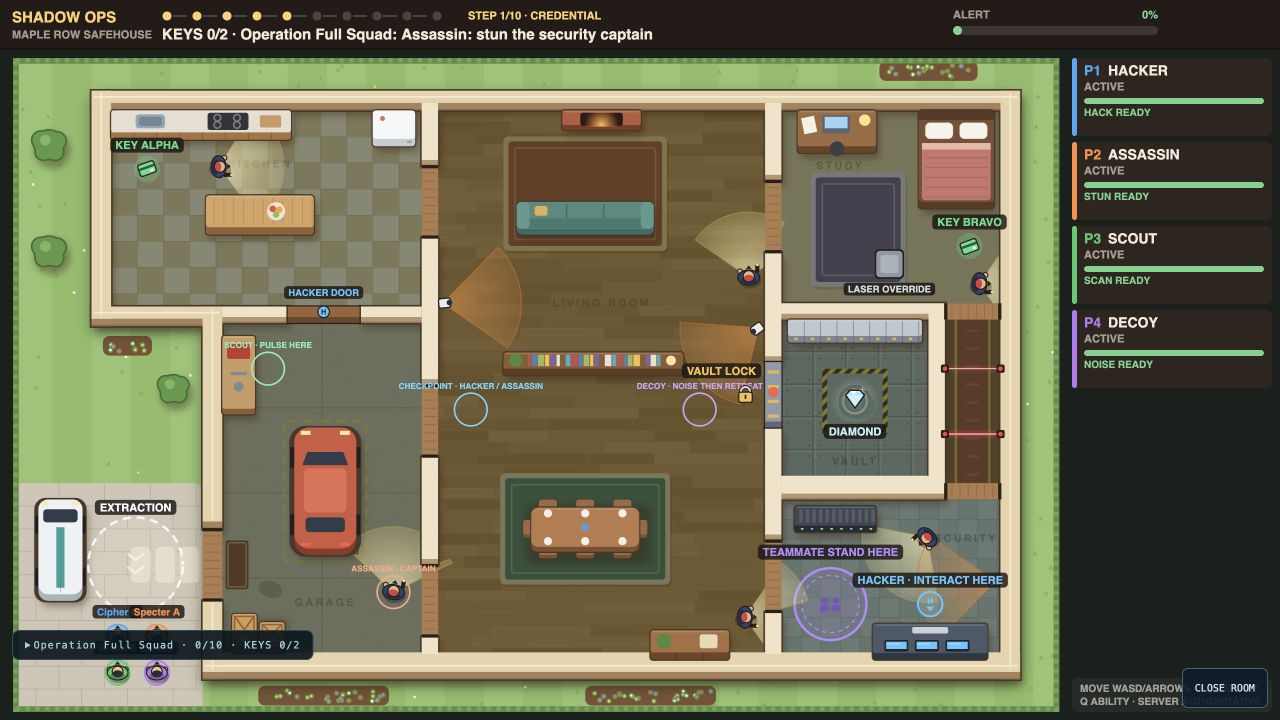 SHADOW OPS
MAPLE ROW SAFEHOUSE
STEP 1/10 · CREDENTIAL
KEYS 0/2 · Operation Full Squad: Assassin: stun the security captain
ALERT
0%
P1 HACKER
ACTIVE
HACK READY
P2 ASSASSIN
ACTIVE
STUN READY
P3 SCOUT
ACTIVE
SCAN READY
P4 DECOY
ACTIVE
NOISE READY
KEY ALPHA
KITCHEN
STUDY
KEY BRAVO
LASER OVERRIDE
HACKER DOOR
H
LIVING ROOM
SCOUT · PULSE HERE
CHECKPOINT · HACKER / ASSASSIN
DECOY · NOISE THEN RETREAT
VAULT LOCK
DIAMOND
VAULT
EXTRACTION
SECURITY
TEAMMATE STAND HERE
HACKER · INTERACT HERE
H
ASSASSIN · CAPTAIN
GARAGE
Cipher
Specter A
▶Operation Full Squad · 0/10 · KEYS 0/2
MOVE WASD/ARROWS
Q ABILITY · SERVER AUTHORITATIVE
CLOSE ROOM